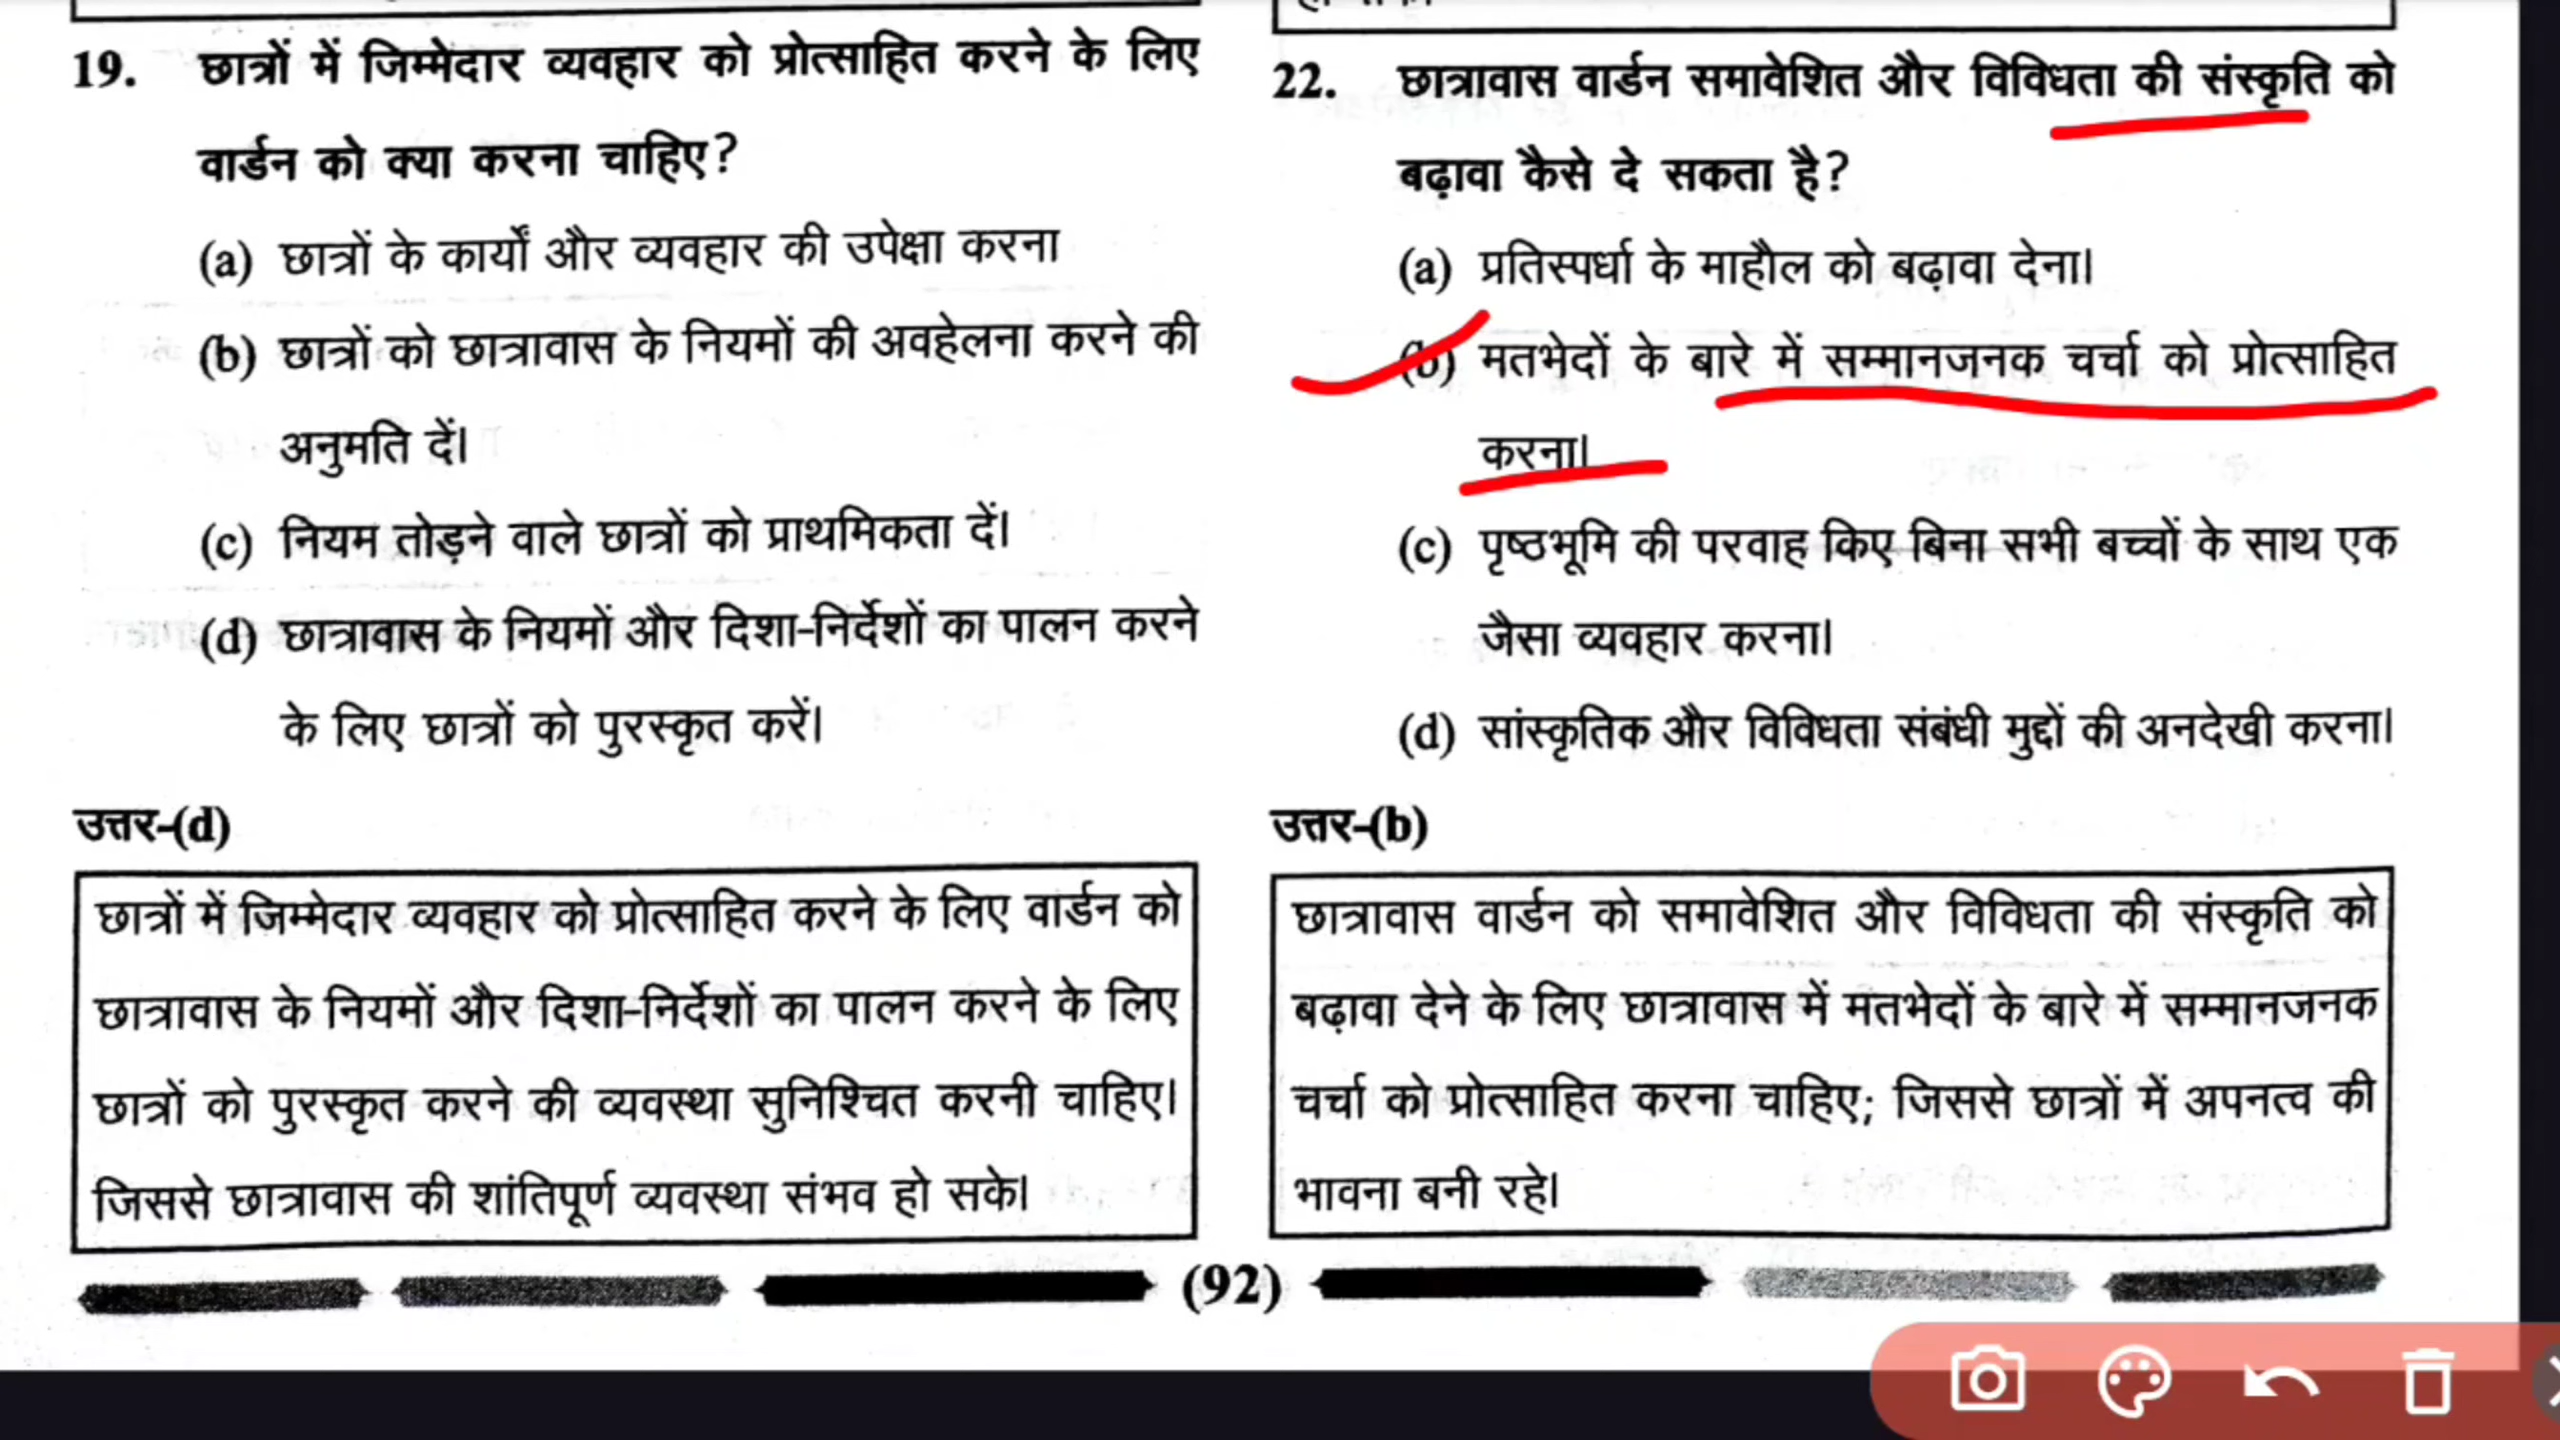 19. छात्रों में जिम्मेदार व्यवहार को प्रोत्साहित करने के लिए
वार्डन को क्या करना चाहिए?
(a) छात्रों के कार्यों और व्यवहार की उपेक्षा करना
(b) छात्रों को छात्रावास के नियमों की अवहेलना करने की
अनुमति दें।
(c) नियम तोड़ने वाले छात्रों को प्राथमिकता दें।
(d) छात्रावास के नियमों और दिशा-निर्देशों का पालन करने
के लिए छात्रों को पुरस्कृत करें।
उत्तर-(d)
छात्रों में जिम्मेदार व्यवहार को प्रोत्साहित करने के लिए वार्डन को
छात्रावास के नियमों और दिशा-निर्देशों का पालन करने के लिए
छात्रों को पुरस्कृत करने की व्यवस्था सुनिश्चित करनी चाहिए।
जिससे छात्रावास की शांतिपूर्ण व्यवस्था संभव हो सके।
22. छात्रावास वार्डन समावेशित और विविधता की संस्कृति को
बढ़ावा कैसे दे सकता है?
(a) प्रतिस्पर्धा के माहौल को बढ़ावा देना।
(b) मतभेदों के बारे में सम्मानजनक चर्चा को प्रोत्साहित
करना।
(c) पृष्ठभूमि की परवाह किए बिना सभी बच्चों के साथ एक
जैसा व्यवहार करना।
(d) सांस्कृतिक और विविधता संबंधी मुद्दों की अनदेखी करना।
उत्तर-(b)
छात्रावास वार्डन को समावेशित और विविधता की संस्कृति को
बढ़ावा देने के लिए छात्रावास में मतभेदों के बारे में सम्मानजनक
चर्चा को प्रोत्साहित करना चाहिए; जिससे छात्रों में अपनत्व की
भावना बनी रहे।
(92)